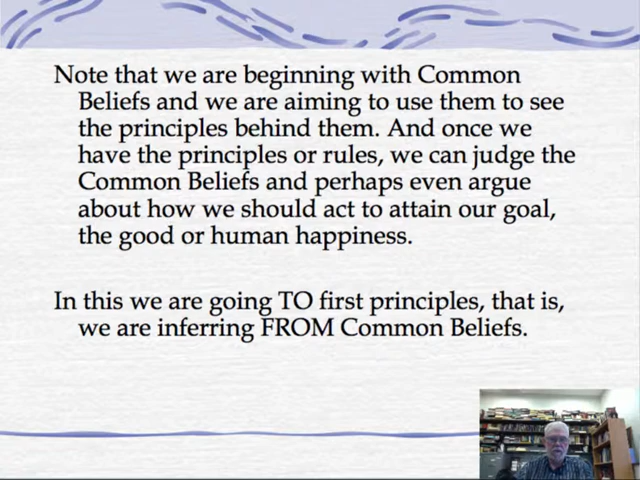 Note that we are beginning with Common
Beliefs and we are aiming to use them to see
the principles behind them. And once we
have the principles or rules, we can judge the
Common Beliefs and perhaps even argue
about how we should act to attain our goal,
the good or human happiness.
In this we are going TO first principles, that is,
we are inferring FROM Common Beliefs.